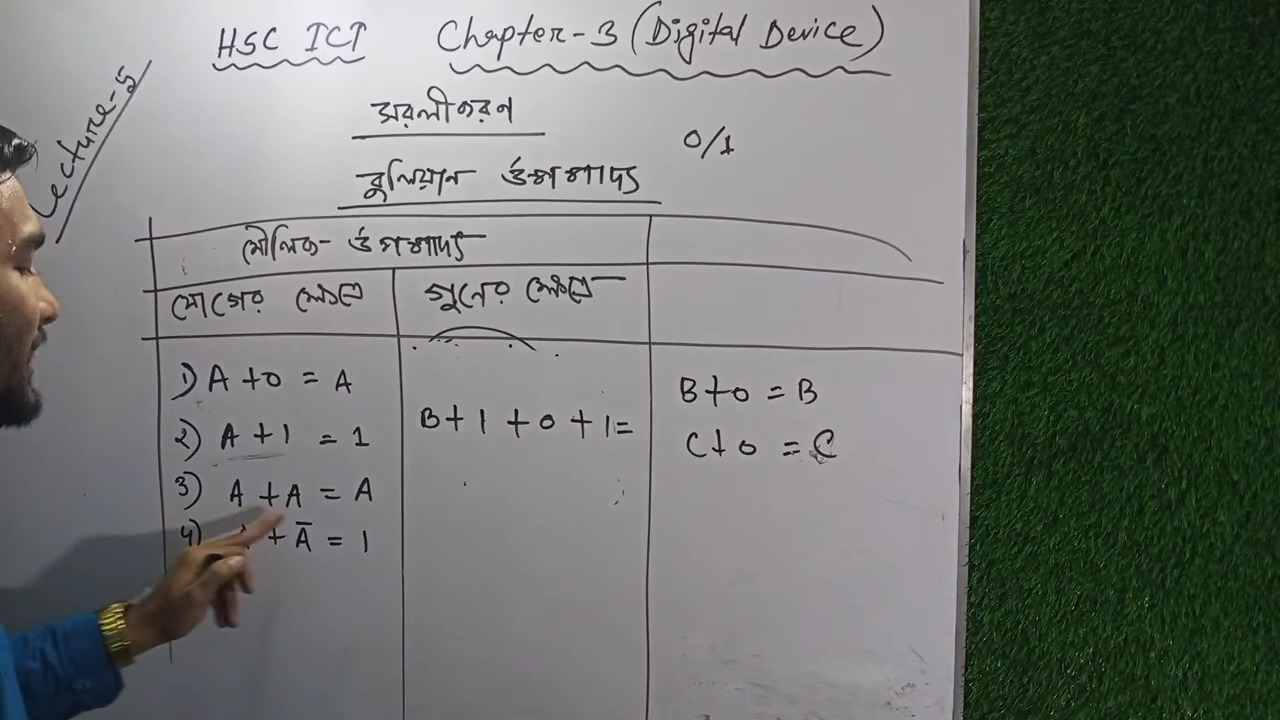 HSC ICT Chapter-3 (Digital Device)
Lecture-5
সরলীকরণ
0/1
বুলিয়ান উপপাদ্য
মৌলিক উপপাদ্য
যোগের ক্ষেত্রে
গুনের ক্ষেত্রে
1) A + 0 = A
2) A + 1 = 1
3) A + A = A
4) + Ā = 1
B + 1 + 0 + 1 =
B + 0 = B
C + 0 = C